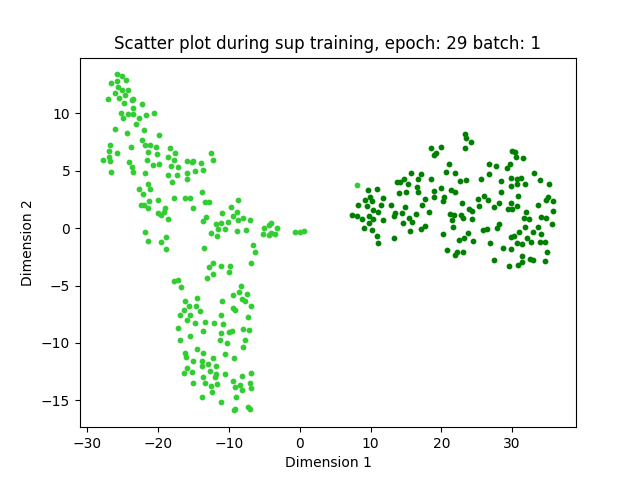 Scatter plot during sup training, epoch: 29 batch: 1
10
5
0
−5
−10
−15
Dimension 2
−30 −20 −10 0 10 20 30
Dimension 1